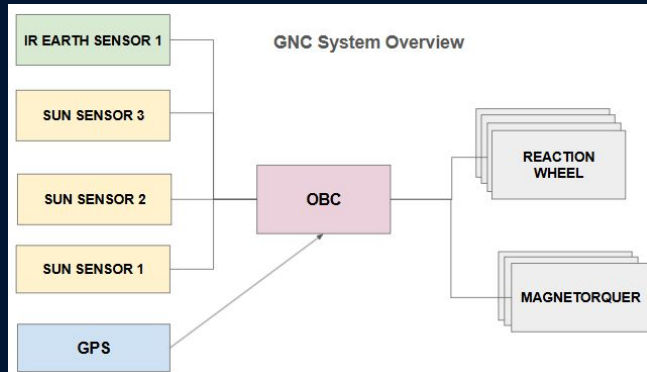 GNC System Overview
IR EARTH SENSOR 1
SUN SENSOR 3
SUN SENSOR 2
SUN SENSOR 1
GPS
OBC
REACTION
WHEEL
MAGNETORQUER